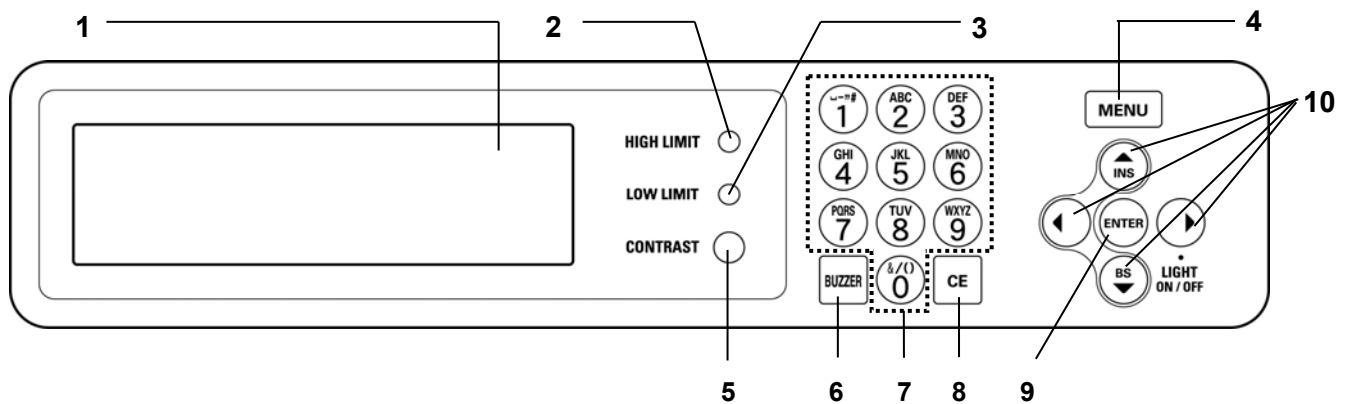 1 2 3 4
10
MENU
HIGH LIMIT
LOW LIMIT
CONTRAST
␣-"# 1 ABC 2 DEF 3
GHI 4 JKL 5 MNO 6
PQRS 7 TUV 8 WXYZ 9
BUZZER &/() 0 CE
INS
ENTER
BS
LIGHT
ON / OFF
5 6 7 8 9